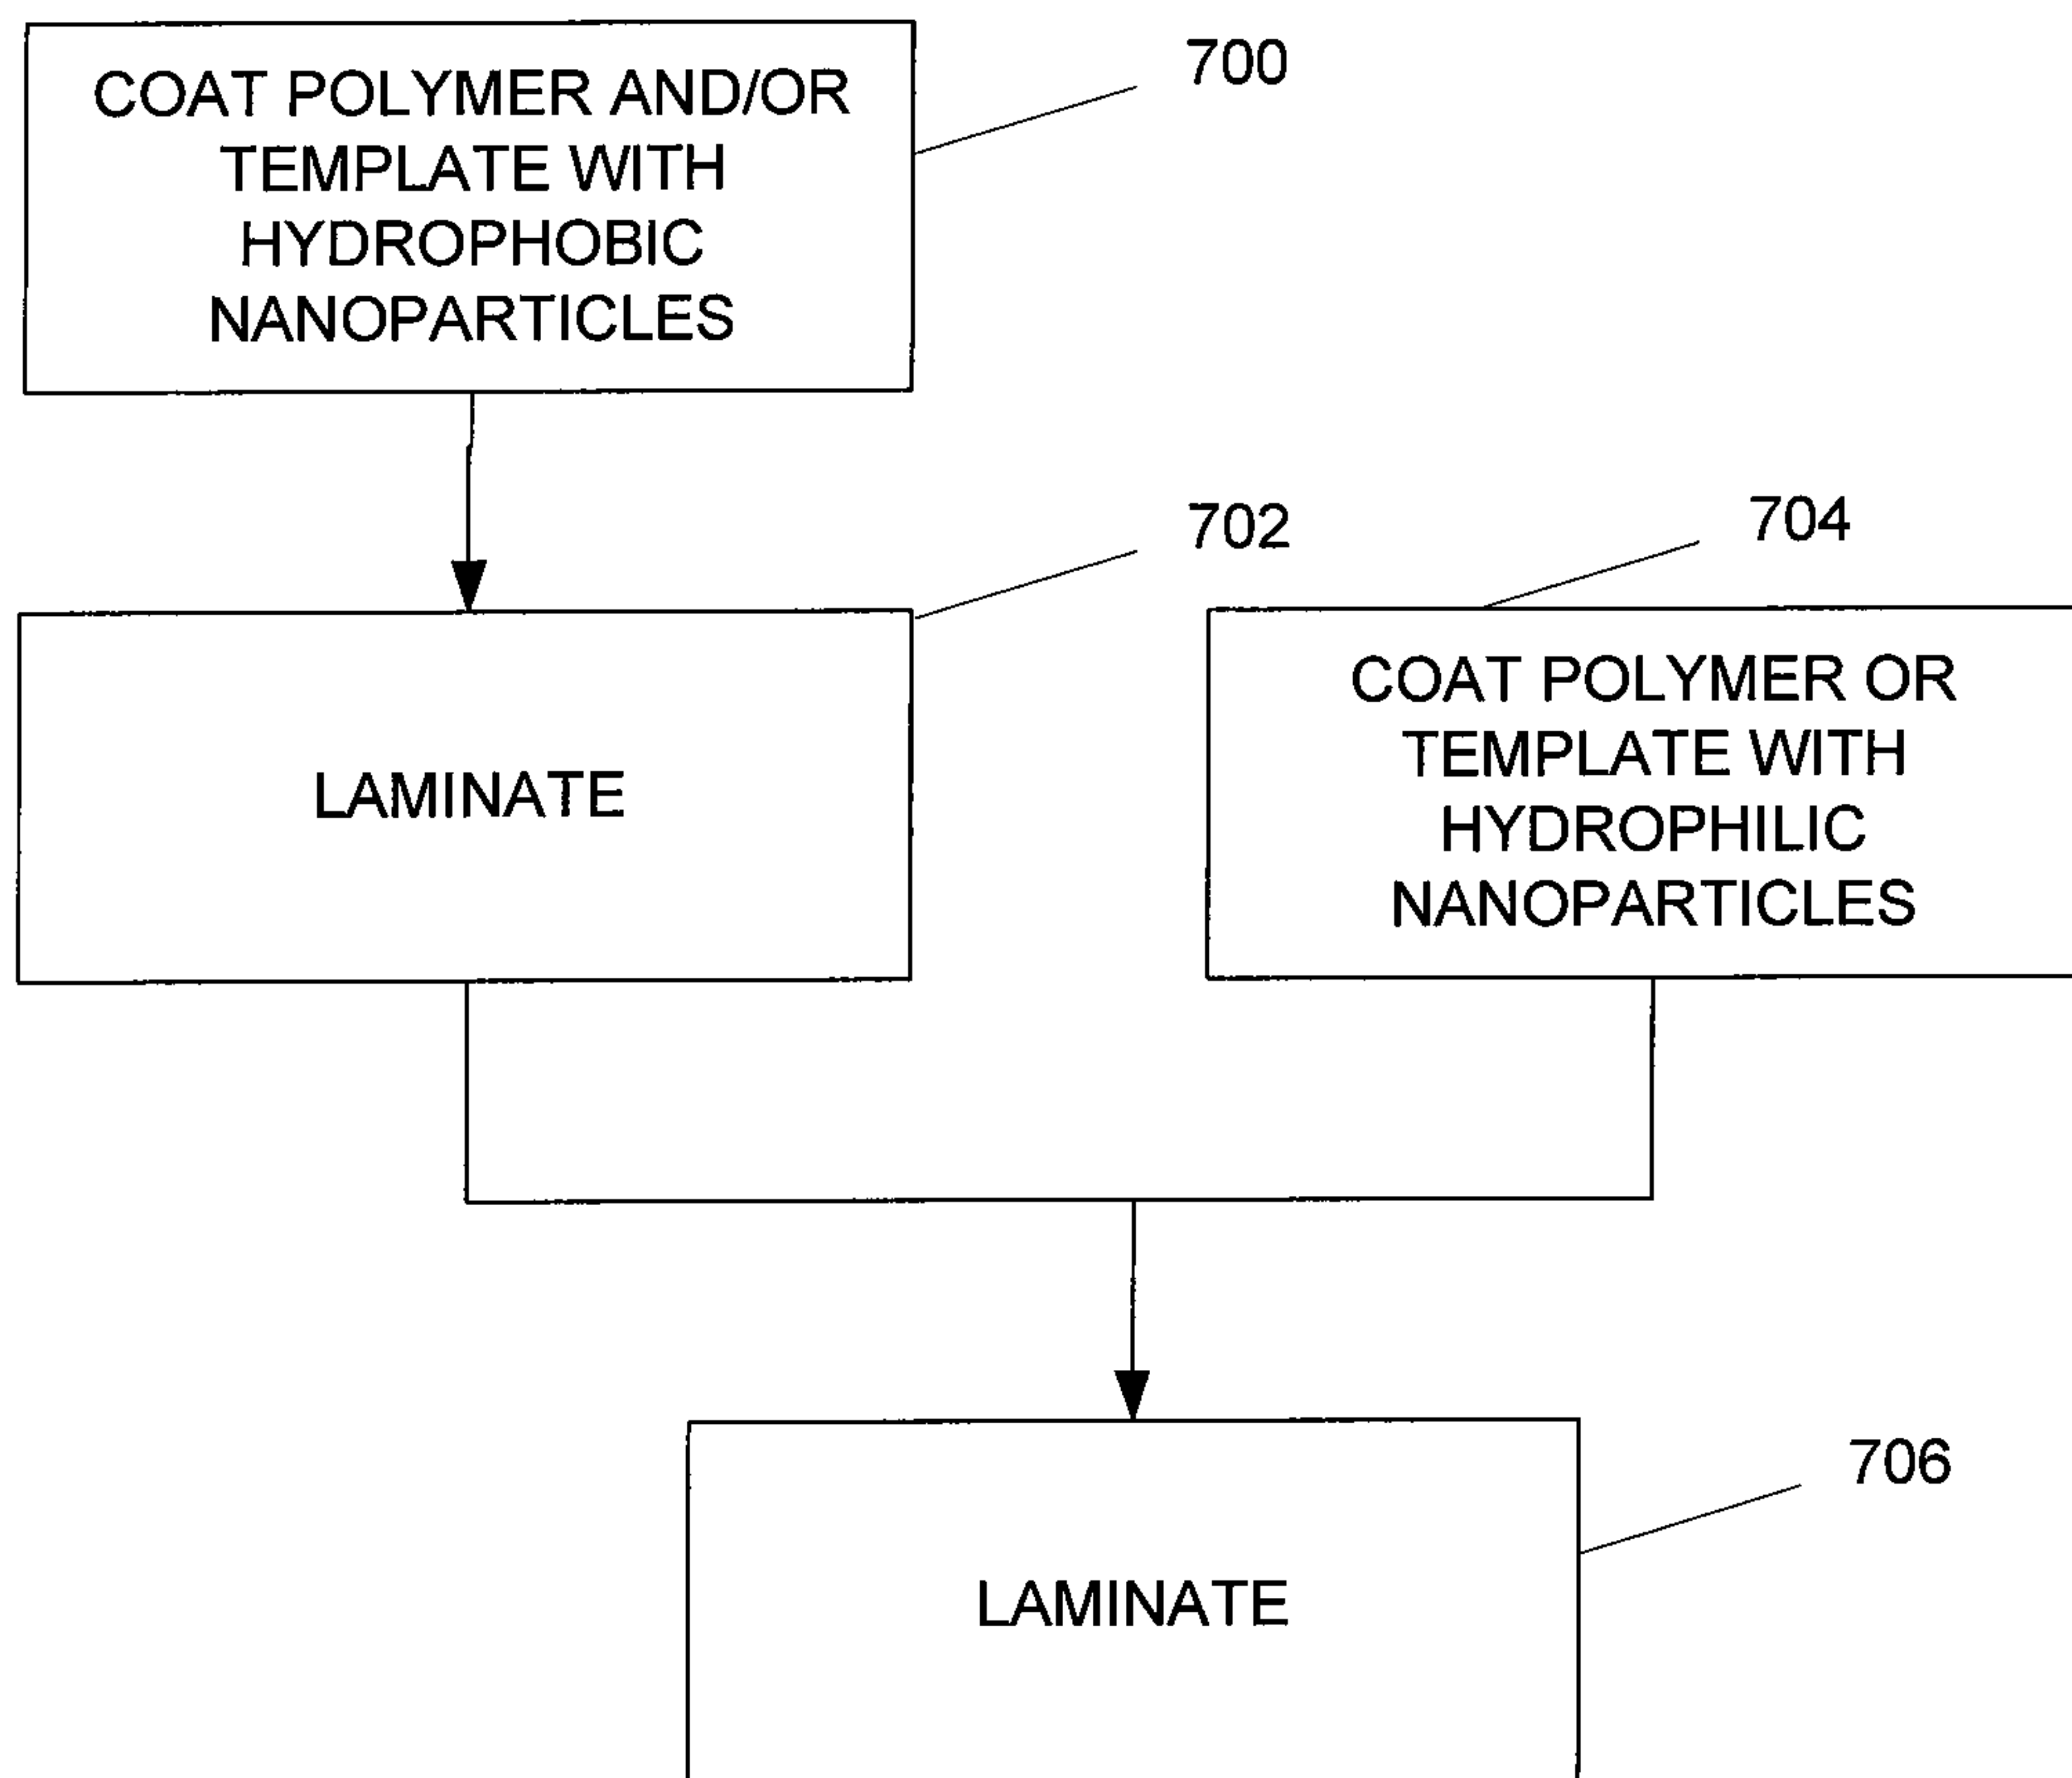 COAT POLYMER AND/OR
TEMPLATE WITH
HYDROPHOBIC
NANOPARTICLES
700
702
704
LAMINATE
COAT POLYMER OR
TEMPLATE WITH
HYDROPHILIC
NANOPARTICLES
706
LAMINATE